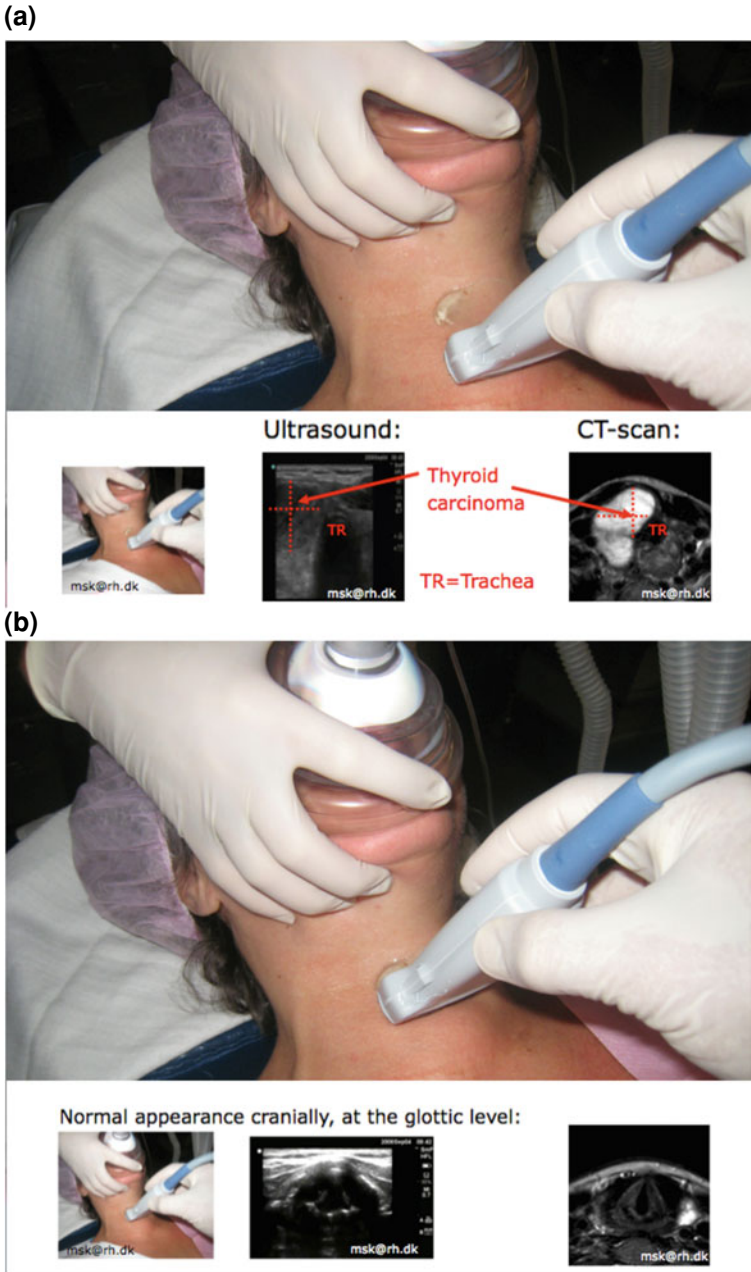 (a)
Ultrasound:
CT-scan:
Thyroid
carcinoma
TR
TR
TR=Trachea
msk@rh.dk
msk@rh.dk
msk@rh.dk
(b)
Normal appearance cranially, at the glottic level:
msk@rh.dk
msk@rh.dk
msk@rh.dk